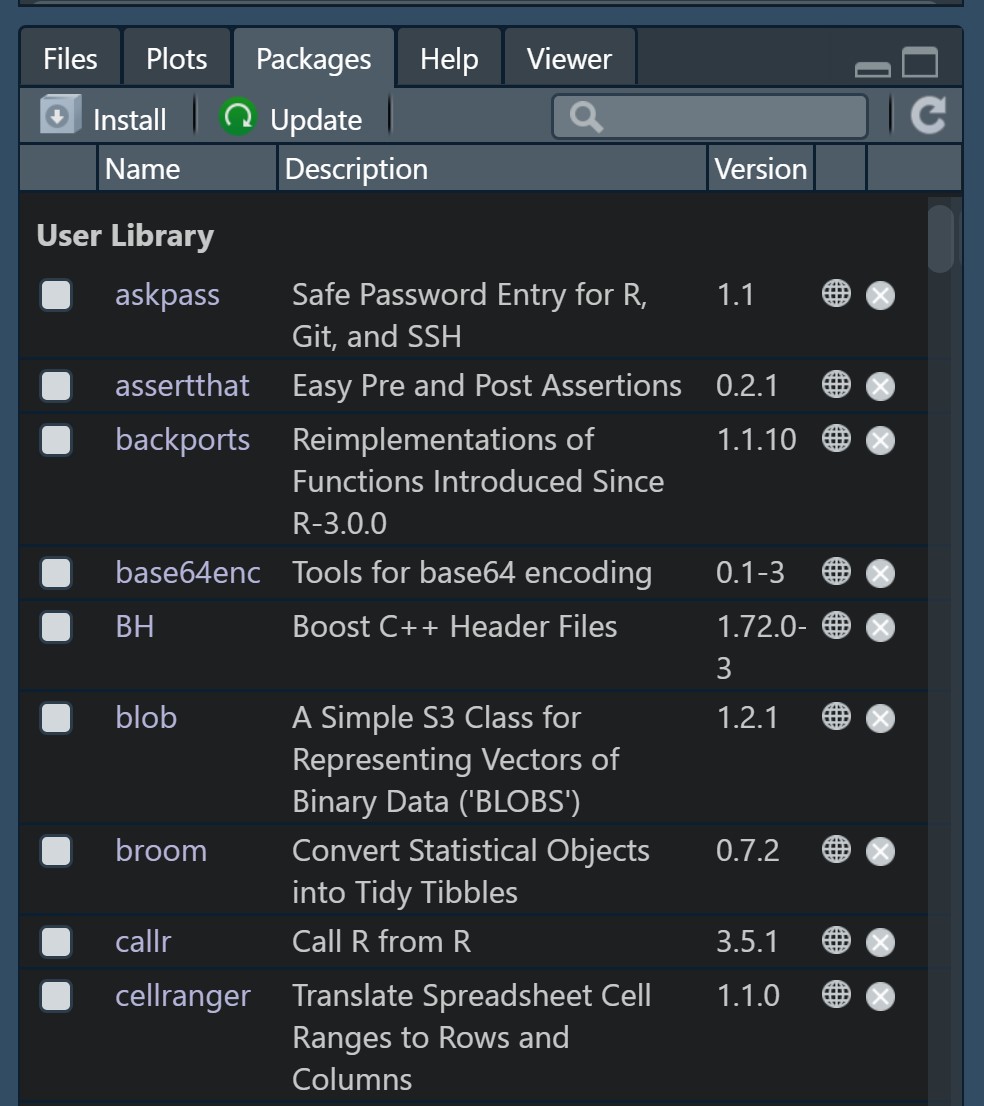 Files Plots Packages Help Viewer
Install Update
Name Description Version
User Library
askpass Safe Password Entry for R, 1.1
Git, and SSH
assertthat Easy Pre and Post Assertions 0.2.1
backports Reimplementations of 1.1.10
Functions Introduced Since
R-3.0.0
base64enc Tools for base64 encoding 0.1-3
BH Boost C++ Header Files 1.72.0-
3
blob A Simple S3 Class for 1.2.1
Representing Vectors of
Binary Data ('BLOBS')
broom Convert Statistical Objects 0.7.2
into Tidy Tibbles
callr Call R from R 3.5.1
cellranger Translate Spreadsheet Cell 1.1.0
Ranges to Rows and
Columns